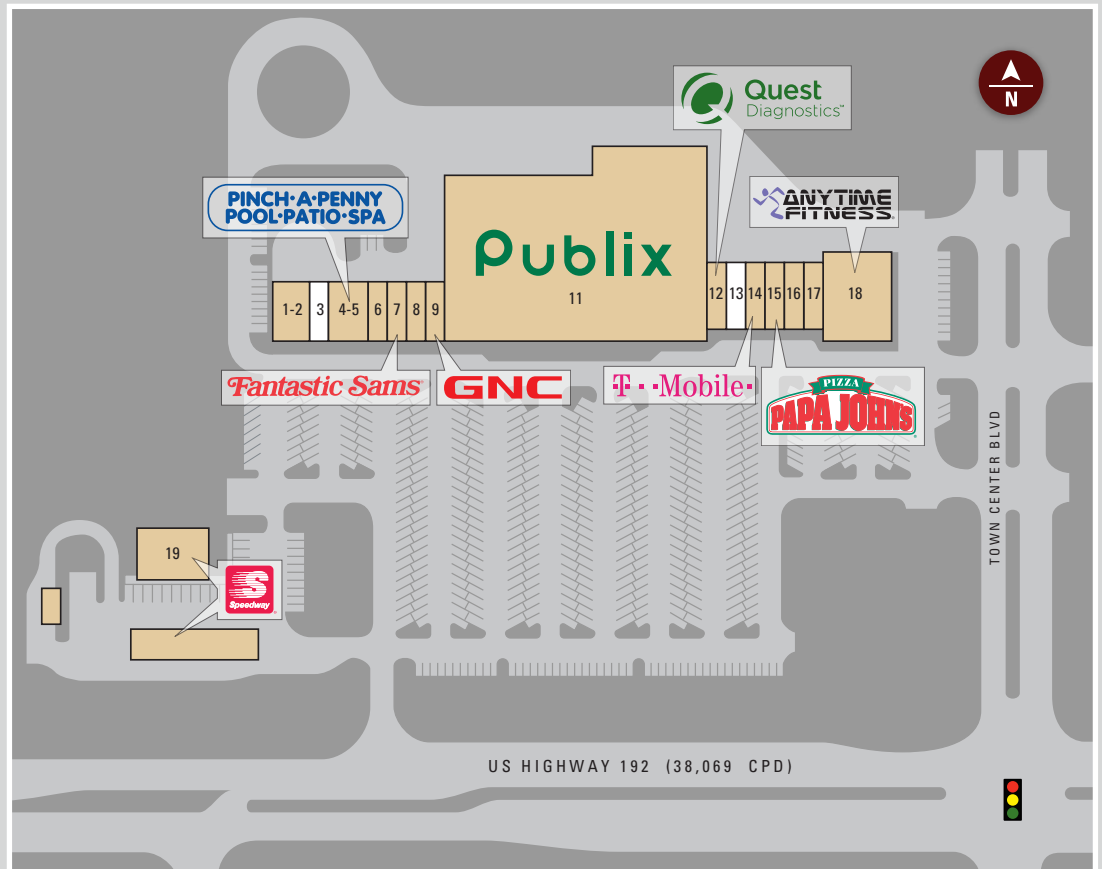 N
Quest
Diagnostics™
PINCH·A·PENNY
POOL·PATIO·SPA
ANYTIME
FITNESS
Publix
11
1-2
3
4-5
6
7
8
9
12
13
14
15
16
17
18
Fantastic Sams
GNC
T··Mobile·
PIZZA
PAPA JOHN'S
TOWN CENTER BLVD
19
S
Speedway
US HIGHWAY 192 (38,069 CPD)